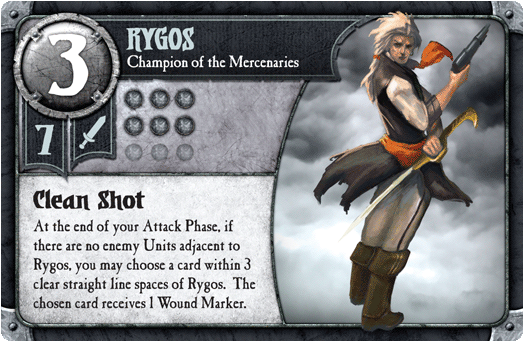 3
RYGOS
Champion of the Mercenaries
7
Clean Shot
At the end of your Attack Phase, if
there are no enemy Units adjacent to
Rygos, you may choose a card within 3
clear straight line spaces of Rygos. The
chosen card receives 1 Wound Marker.